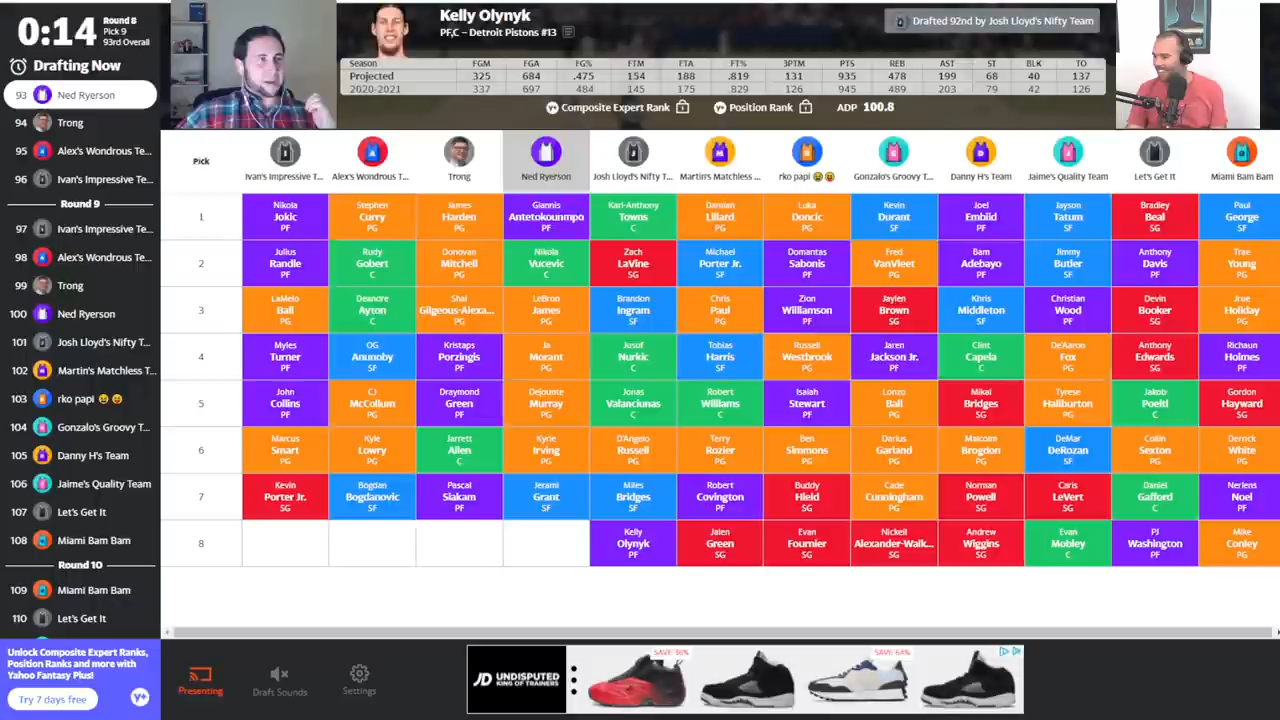 0:14
Round 8
Pick 9
93rd Overall
Drafting Now
93 Ned Ryerson
94 Trong
95 Alex's Wondrous Te...
96 Ivan's Impressive Te...
Round 9
97 Ivan's Impressive Te...
98 Alex's Wondrous Te...
99 Trong
100 Ned Ryerson
101 Josh Lloyd's Nifty T...
102 Martin's Matchless T...
103 rko papi 😪😝
104 Gonzalo's Groovy T...
105 Danny H's Team
106 Jaime's Quality Team
107 Let's Get It
108 Miami Bam Bam
Round 10
109 Miami Bam Bam
110 Let's Get It
Unlock Composite Expert Ranks,
Position Ranks and more with
Yahoo Fantasy Plus!
Try 7 days free
Y+
Kelly Olynyk
PF,C – Detroit Pistons #13
Drafted 92nd by Josh Lloyd's Nifty Team
Season FGM FGA FG% FTM FTA FT% 3PTM PTS REB AST ST BLK TO
Projected 325 684 .475 154 188 .819 131 935 478 199 68 40 137
2020-2021 337 697 .484 145 175 .829 126 945 489 203 79 42 126
Composite Expert Rank Position Rank ADP 100.8
Pick Ivan's Impressive T... Alex's Wondrous T... Trong Ned Ryerson Josh Lloyd's Nifty T... Martin's Matchless ... rko papi 😪😝 Gonzalo's Groovy T... Danny H's Team Jaime's Quality Team Let's Get It Miami Bam Bam
1
Nikola Stephen James Giannis Karl-Anthony Damian Luka Kevin Joel Jayson Bradley Paul
Jokic Curry Harden Antetokounmpo Towns Lillard Doncic Durant Embiid Tatum Beal George
PF PG PG PF C PG PG SF PF SF SG SF
2
Julius Rudy Donovan Nikola Zach Michael Domantas Fred Bam Jimmy Anthony Trae
Randle Gobert Mitchell Vucevic LaVine Porter Jr. Sabonis VanVleet Adebayo Butler Davis Young
PF C PG C SG SF PF PG PF SF PF PG
3
LaMelo Deandre Shai LeBron Brandon Chris Zion Jaylen Khris Christian Devin Jrue
Ball Ayton Gilgeous-Alexa... James Ingram Paul Williamson Brown Middleton Wood Booker Holiday
PG C PG PG SF PG PF SG SF PF SG PG
4
Myles OG Kristaps Ja Jusuf Tobias Russell Jaren Clint De'Aaron Anthony Richaun
Turner Anunoby Porzingis Morant Nurkic Harris Westbrook Jackson Jr. Capela Fox Edwards Holmes
PF SF PF PG C SF PG PF C PG SG PF
5
John CJ Draymond Dejounte Jonas Robert Isaiah Lonzo Mikal Tyrese Jakob Gordon
Collins McCollum Green Murray Valanciunas Williams Stewart Ball Bridges Haliburton Poeltl Hayward
PF PG PF PG C C PF PG SG PG C SG
6
Marcus Kyle Jarrett Kyrie D'Angelo Terry Ben Darius Malcolm DeMar Collin Derrick
Smart Lowry Allen Irving Russell Rozier Simmons Garland Brogdon DeRozan Sexton White
PG PG C PG PG PG PG PG PG SF PG PG
7
Kevin Bogdan Pascal Jerami Miles Robert Buddy Cade Norman Caris Daniel Nerlens
Porter Jr. Bogdanovic Siakam Grant Bridges Covington Hield Cunningham Powell LeVert Gafford Noel
SG SF PF SF SF PF SG PG SG SG C PF
8
Kelly Jalen Evan Nickeil Andrew Evan PJ Mike
Olynyk Green Fournier Alexander-Walk... Wiggins Mobley Washington Conley
PF SG SG SG SG C PF PG
Presenting
Draft Sounds
Settings
JD UNDISPUTED
KING OF TRAINERS
SAVE 64%